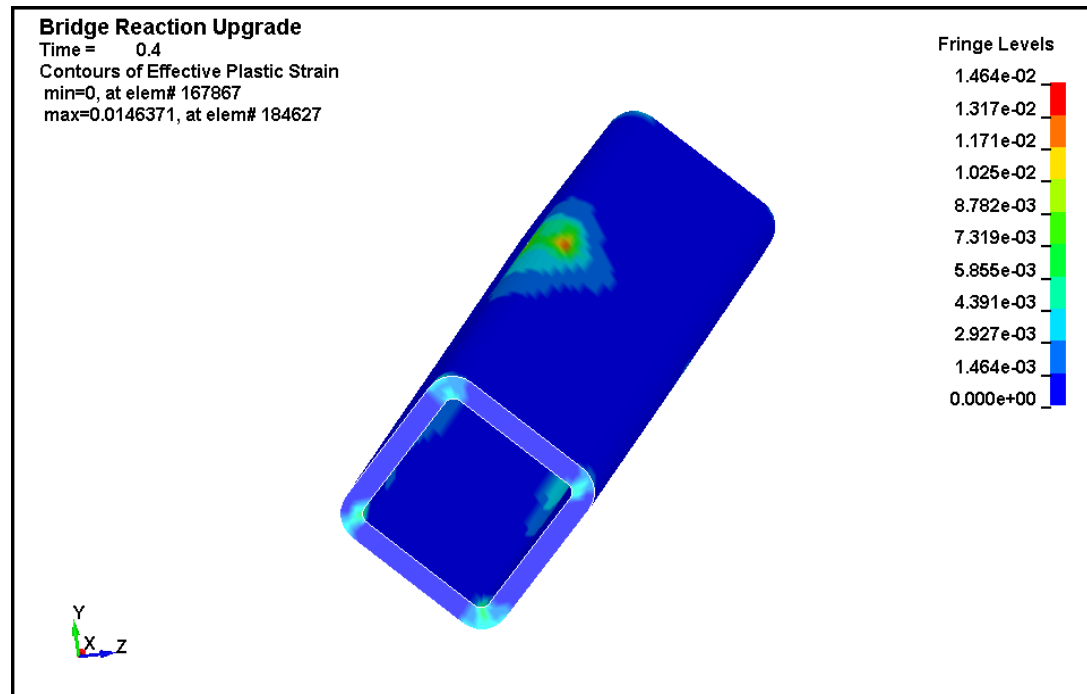 Bridge Reaction Upgrade
Time = 0.4
Contours of Effective Plastic Strain
min=0, at elem# 167867
max=0.0146371, at elem# 184627
Fringe Levels
1.464e-02
1.317e-02
1.171e-02
1.025e-02
8.782e-03
7.319e-03
5.855e-03
4.391e-03
2.927e-03
1.464e-03
0.000e+00
Y
X
Z